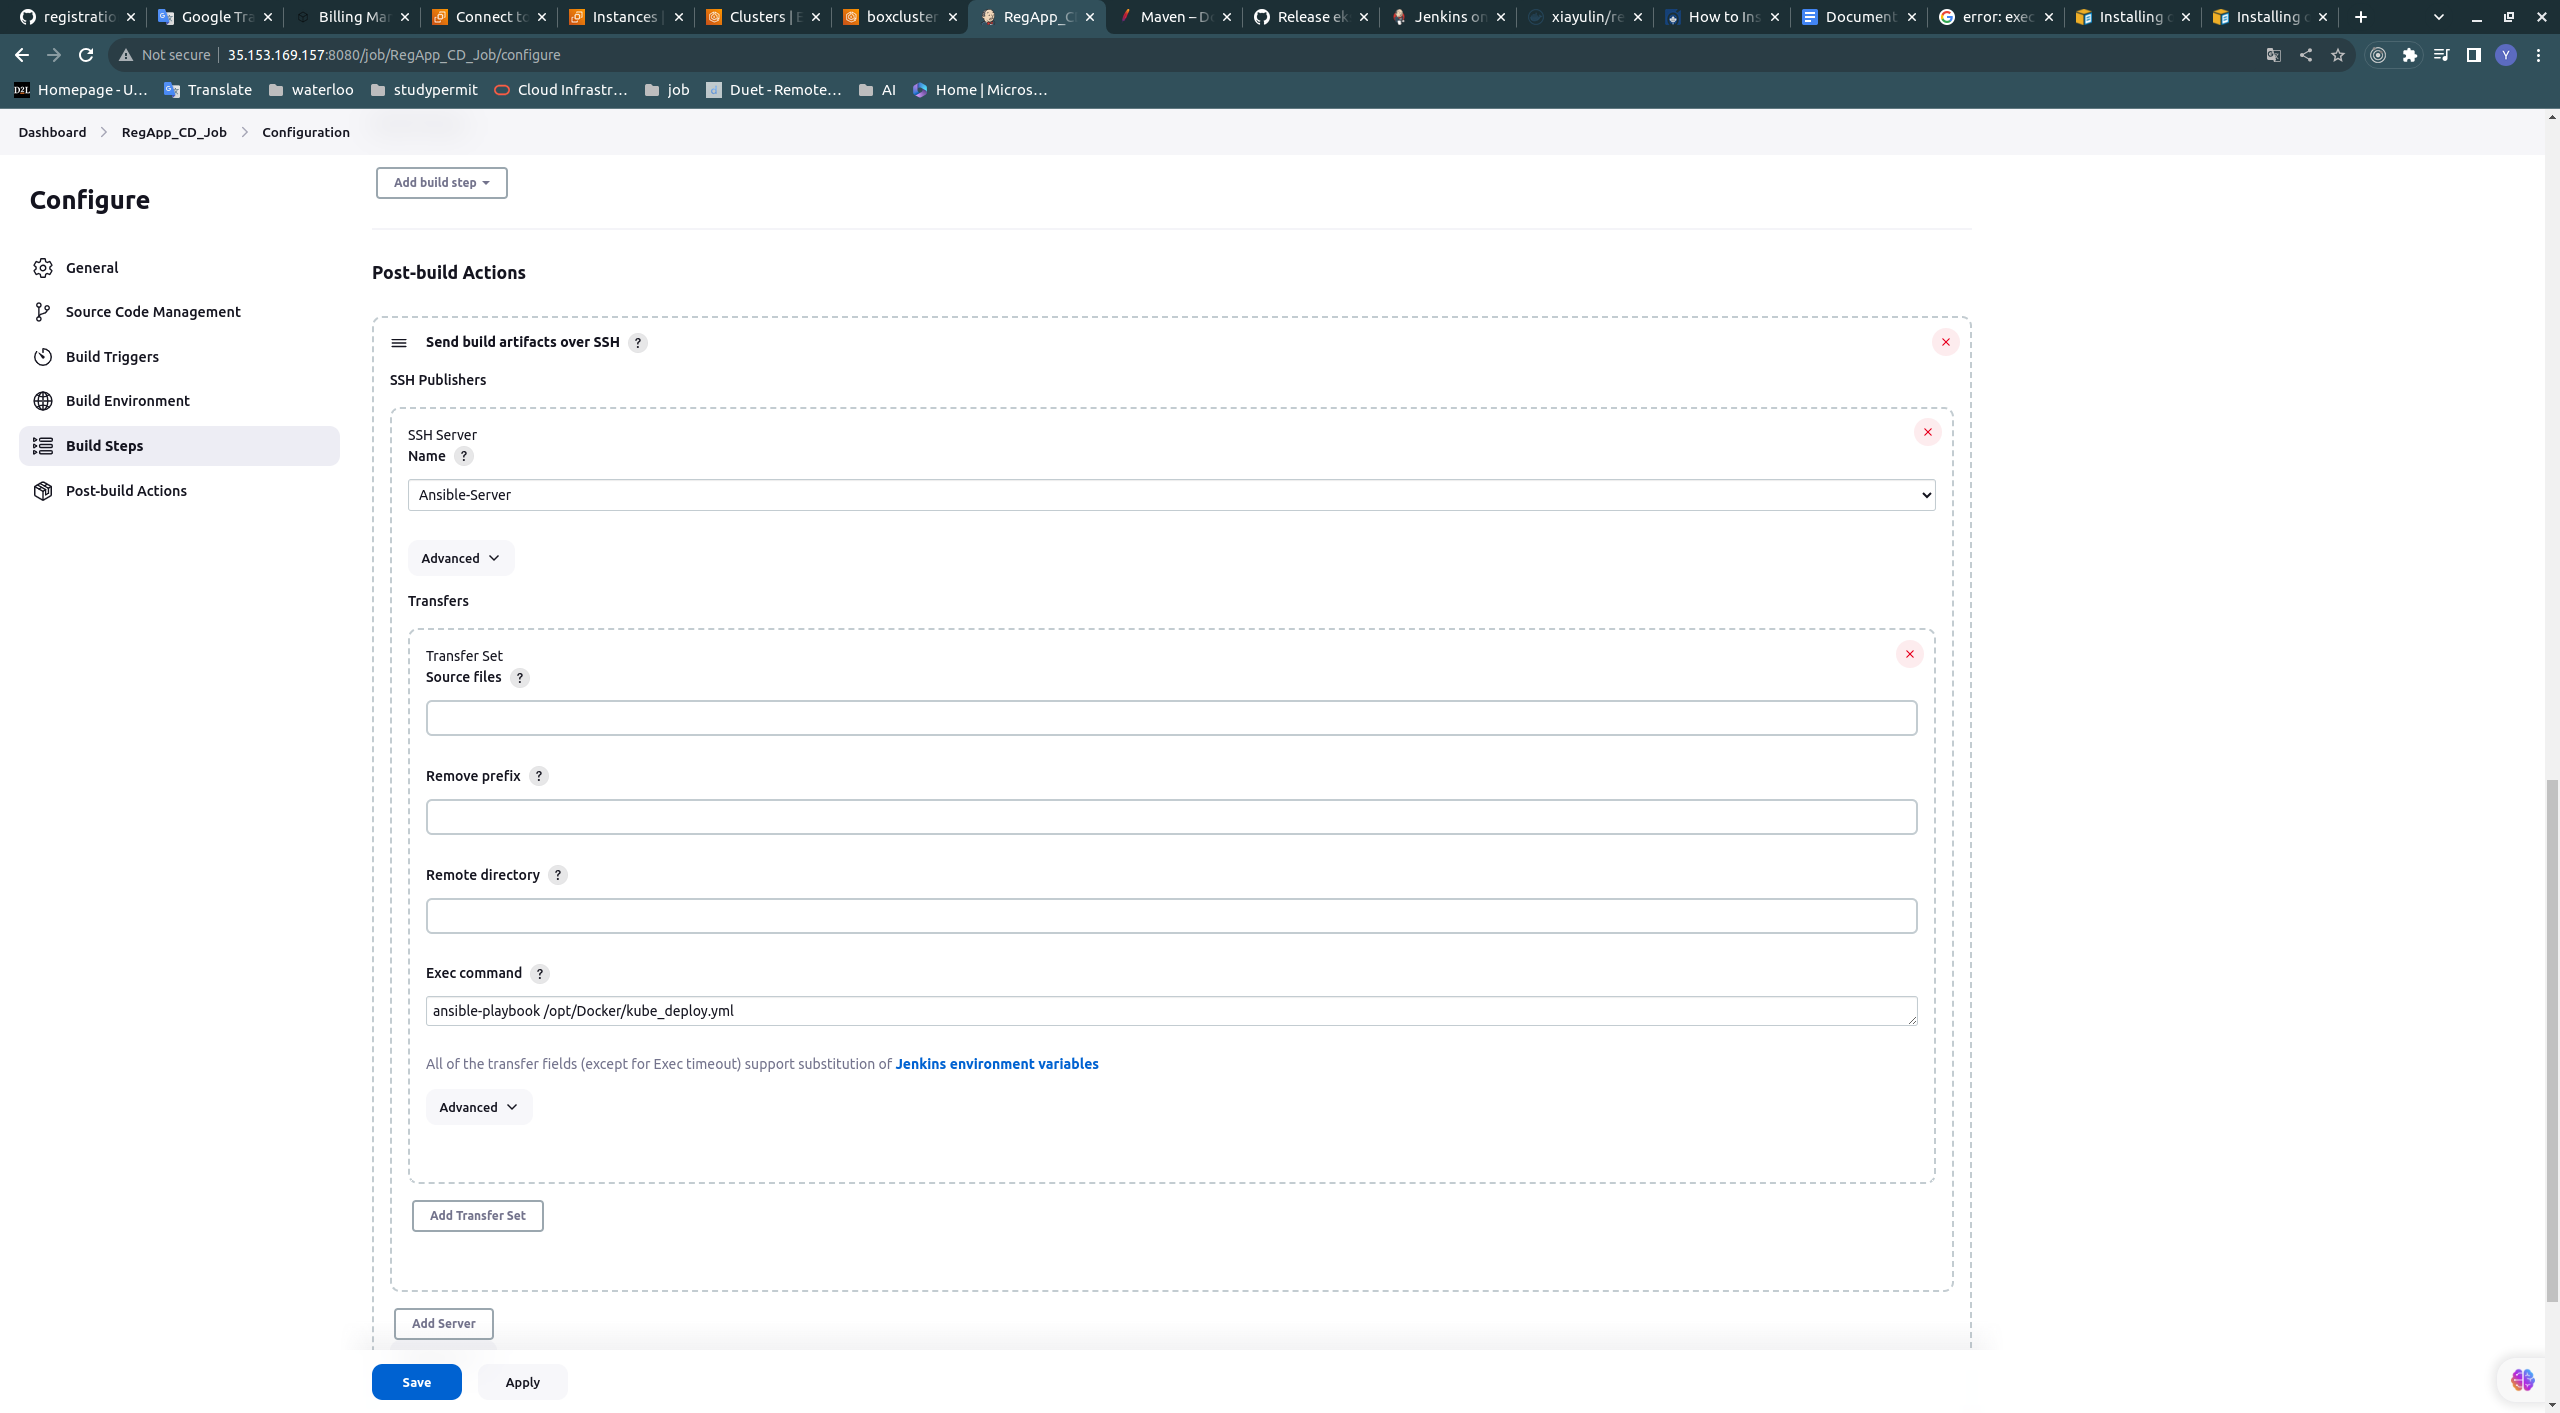 registratio
Google Tra
Billing Mar
Connect to
Instances |
Clusters | E
boxcluster
RegApp_C
Maven – D
Release ek
Jenkins on
xiayulin/re
How to Ins
Document
error: exec
Installing
Installing
Not secure
35.153.169.157:8080/job/RegApp_CD_Job/configure
Y
D2L
Homepage - U...
Translate
waterloo
studypermit
Cloud Infrastr...
job
Duet - Remote...
AI
Home | Micros...
Dashboard
RegApp_CD_Job
Configuration
Configure
General
Source Code Management
Build Triggers
Build Environment
Build Steps
Post-build Actions
Add build step
Post-build Actions
Send build artifacts over SSH ?
SSH Publishers
SSH Server
Name ?
Ansible-Server
Advanced
Transfers
Transfer Set
Source files ?
Remove prefix ?
Remote directory ?
Exec command ?
ansible-playbook /opt/Docker/kube_deploy.yml
All of the transfer fields (except for Exec timeout) support substitution of Jenkins environment variables
Advanced
Add Transfer Set
Add Server
Save
Apply